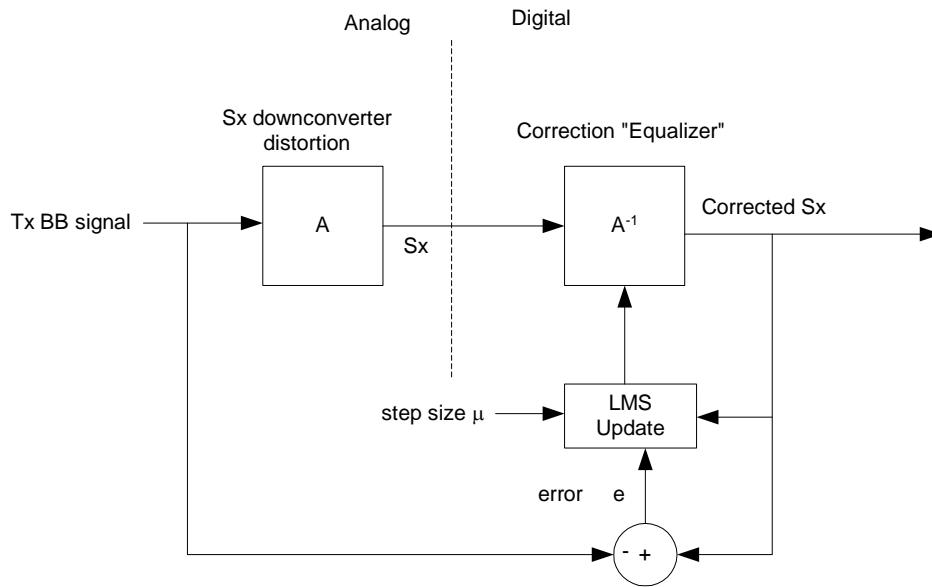 Analog
Digital
Sx downconverter
distortion
Correction "Equalizer"
Tx BB signal
A
Sx
A-1
Corrected Sx
step size μ
LMS
Update
error e
- +